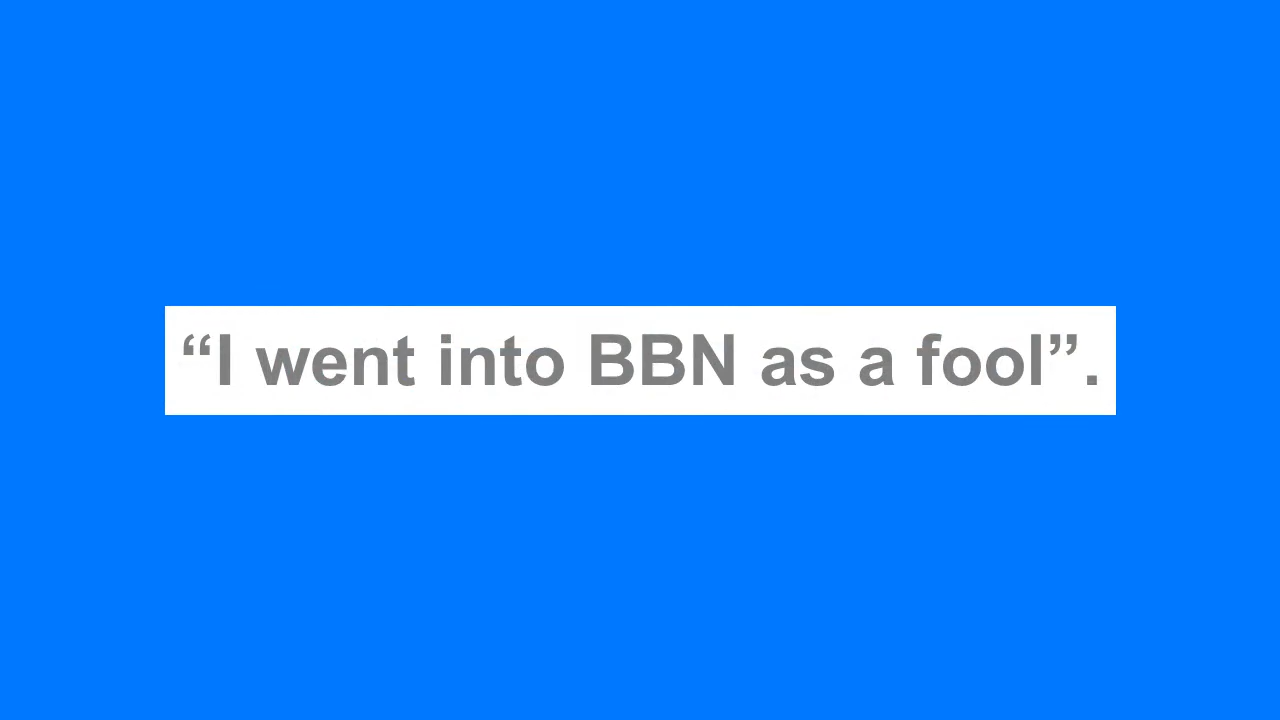 “I went into BBN as a fool”.